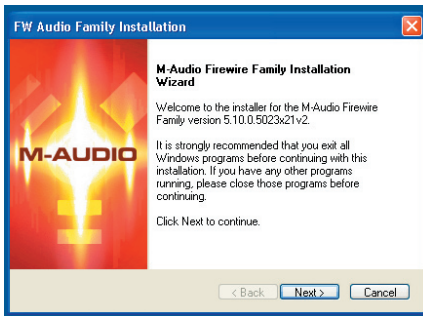 FW Audio Family Installation
M-AUDIO
M-Audio Firewire Family Installation
Wizard
Welcome to the installer for the M-Audio Firewire
Family version 5.10.0.5023x21v2.
It is strongly recommended that you exit all
Windows programs before continuing with this
installation. If you have any other programs
running, please close those programs before
continuing.
Click Next to continue.
< Back Next > Cancel